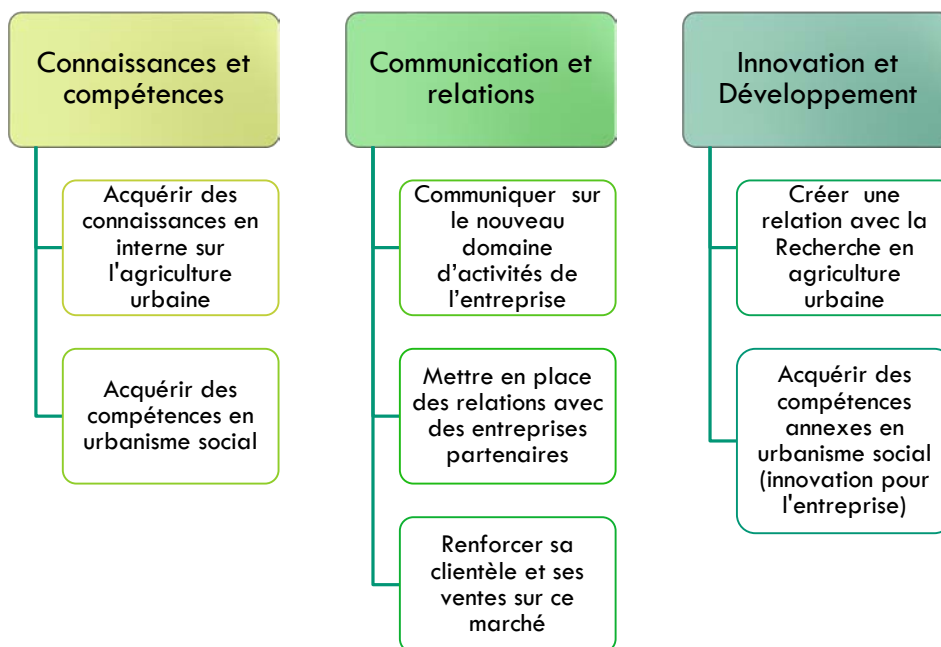 Connaissances et
compétences
Acquérir des
connaissances en
interne sur
l'agriculture
urbaine
Acquérir des
compétences en
urbanisme social
Communication et
relations
Communiquer sur
le nouveau
domaine
d’activités de
l’entreprise
Mettre en place
des relations avec
des entreprises
partenaires
Renforcer sa
clientèle et ses
ventes sur ce
marché
Innovation et
Développement
Créer une
relation avec la
Recherche en
agriculture
urbaine
Acquérir des
compétences
annexes en
urbanisme social
(innovation pour
l'entreprise)